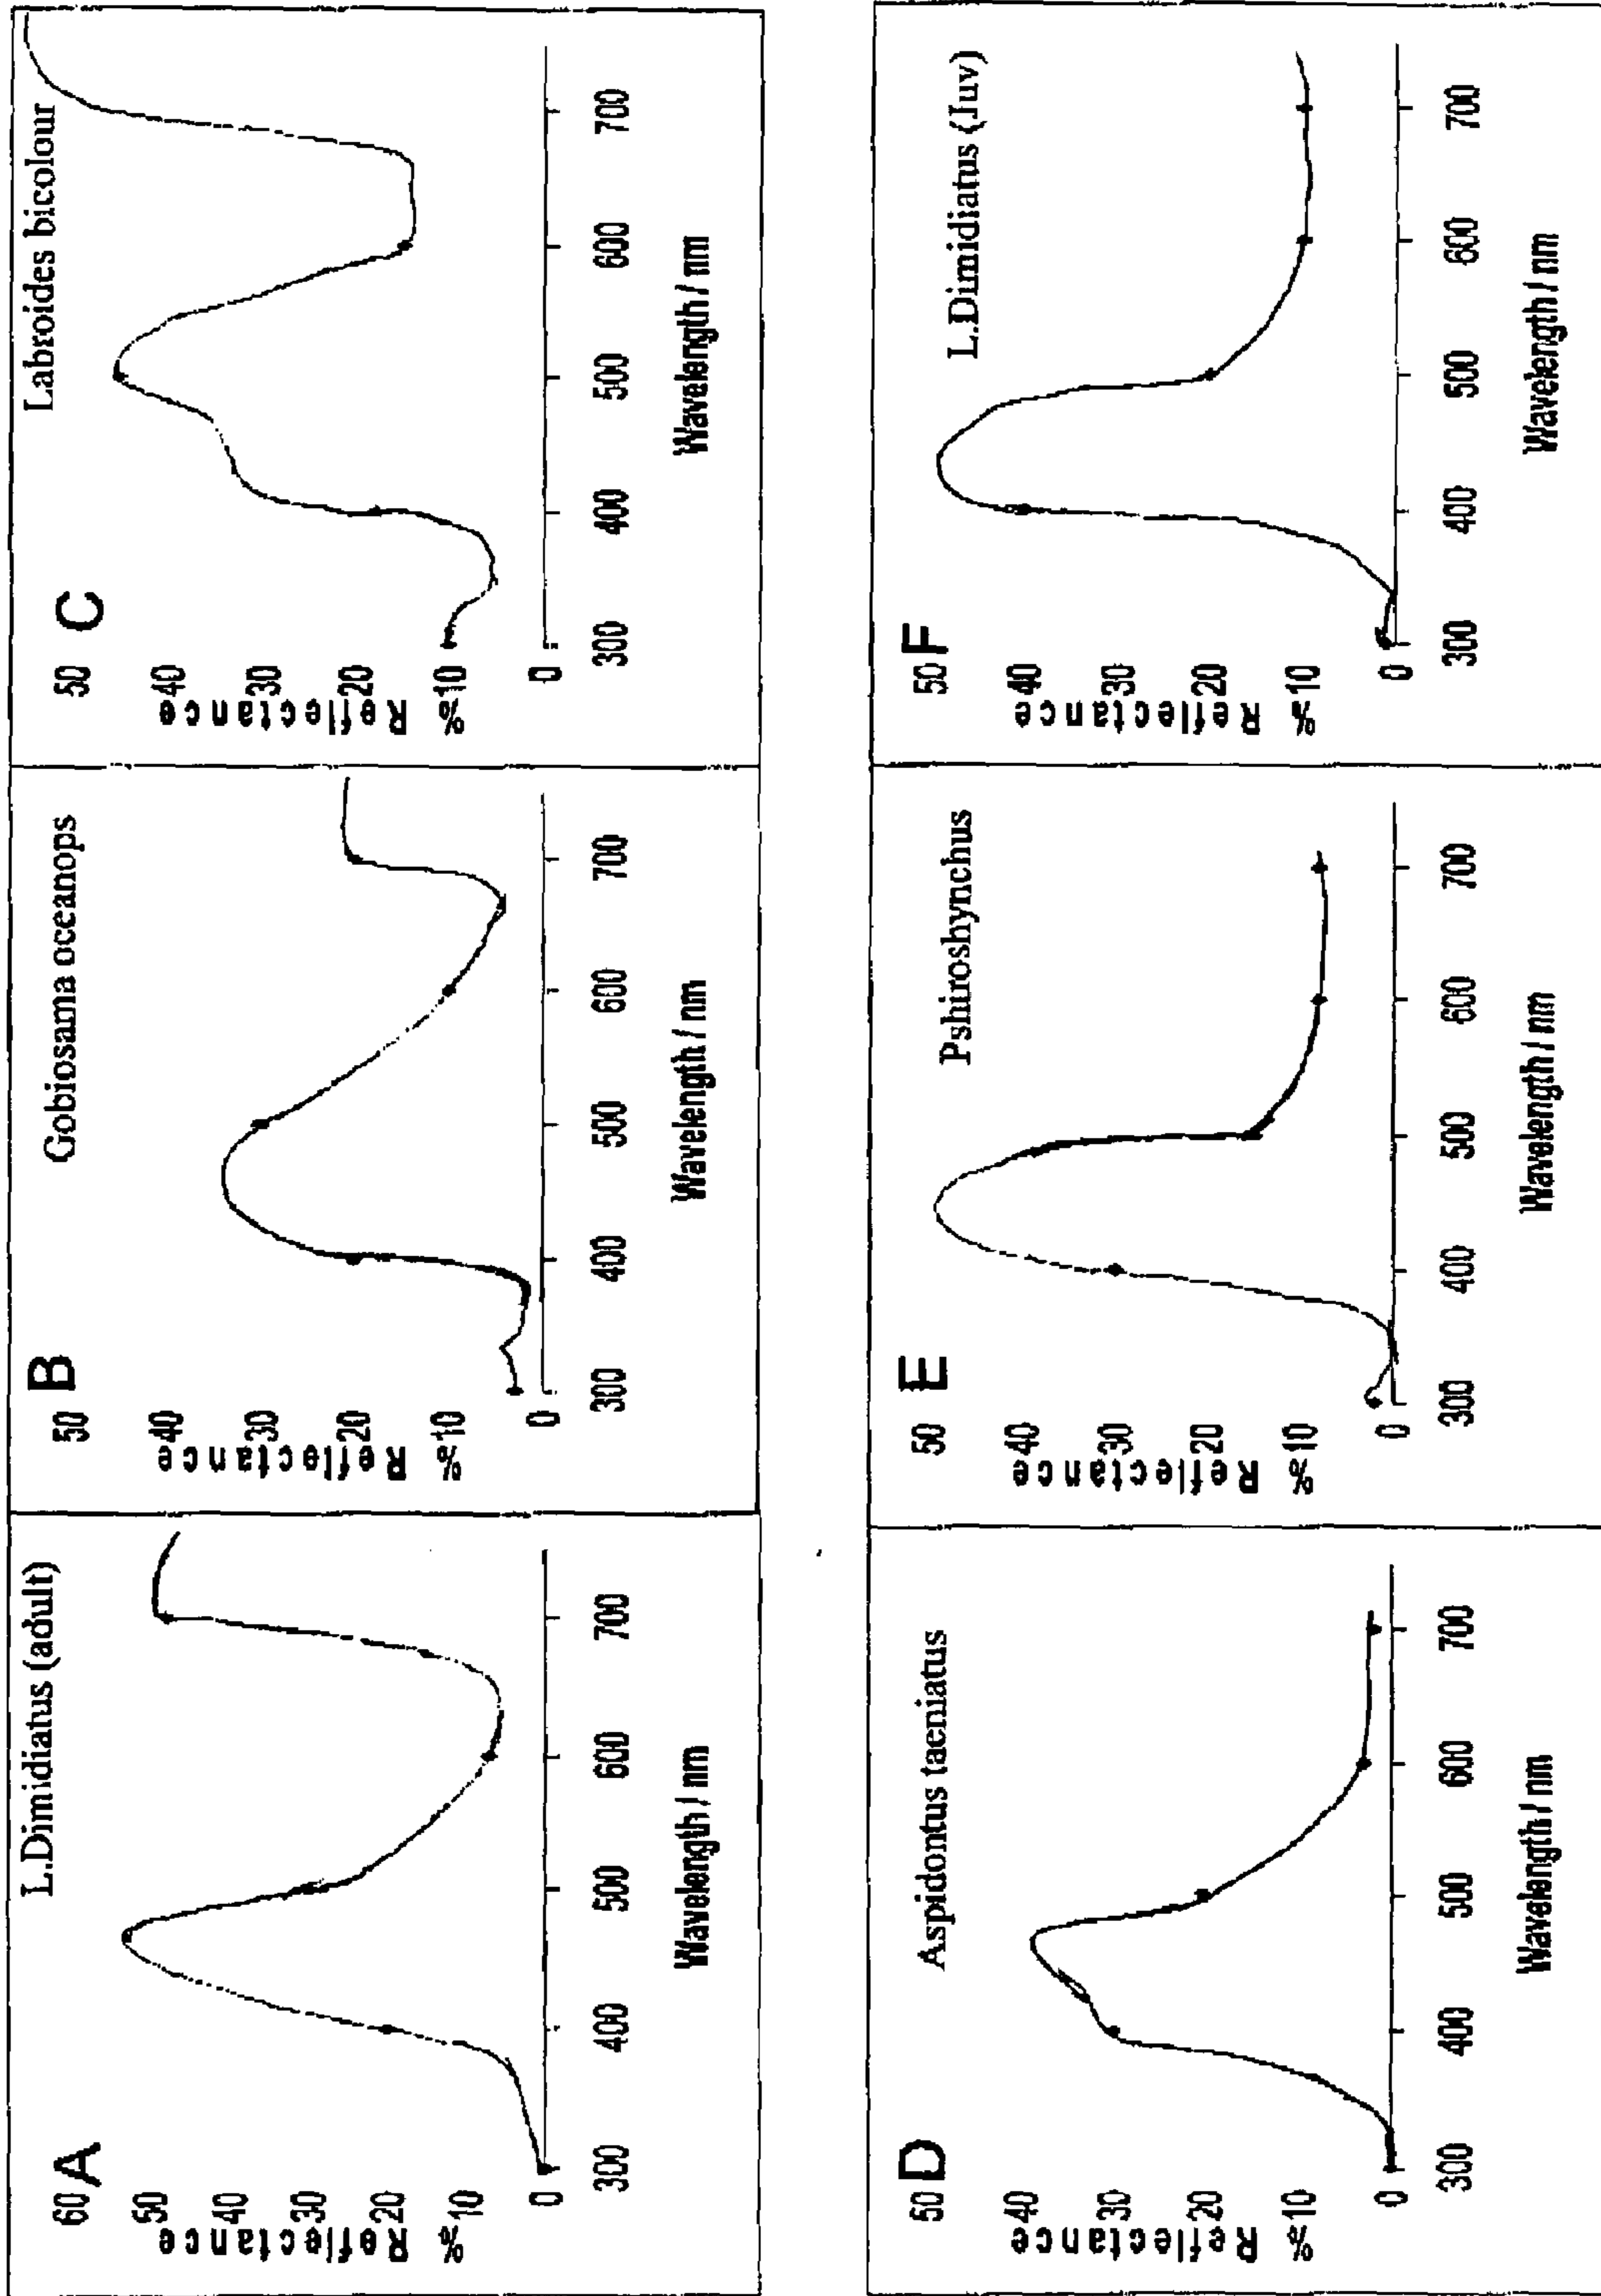 A
L.Dimidiatus (adult)
% Reflectance
60
50
40
30
20
10
0
300
400
500
600
700
Wavelength / nm
B
Gobiosama oceanops
% Reflectance
50
40
30
20
10
0
300
400
500
600
700
Wavelength / nm
C
Labroides bicolour
% Reflectance
50
40
30
20
10
0
300
400
500
600
700
Wavelength / nm
D
Aspidontus taeniatus
% Reflectance
50
40
30
20
10
0
300
400
500
600
700
Wavelength / nm
E
Pshiroshynchus
% Reflectance
50
40
30
20
10
0
300
400
500
600
700
Wavelength / nm
F
L.Dimidiatus (Juv)
% Reflectance
50
40
30
20
10
0
300
400
500
600
700
Wavelength / nm